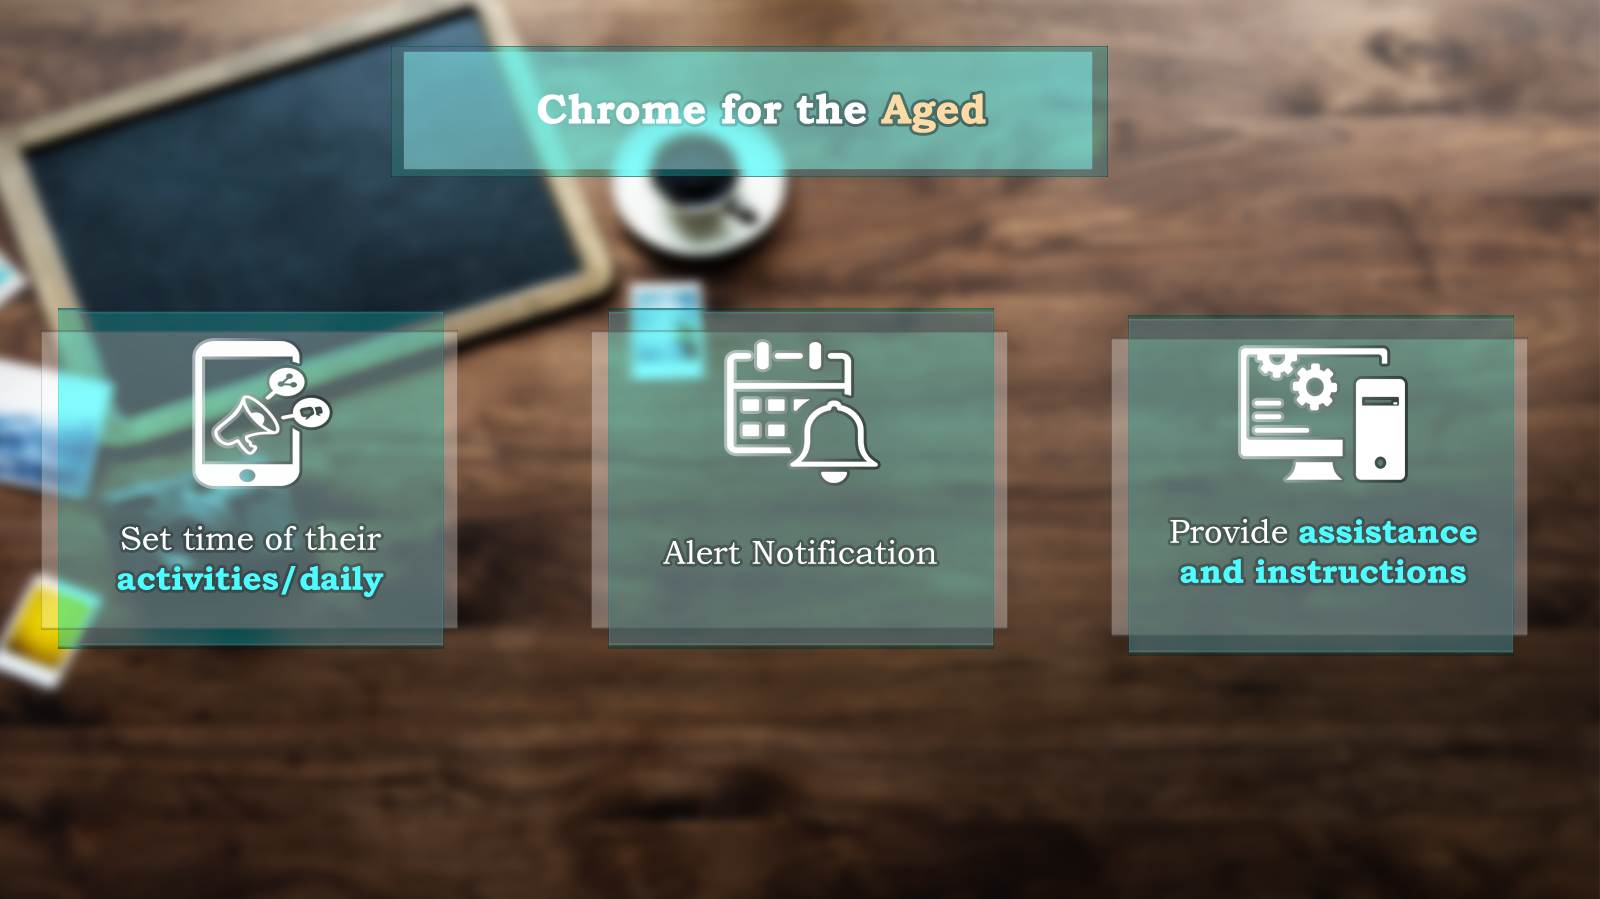 Chrome for the Aged
Set time of their
activities/daily
Alert Notification
Provide assistance
and instructions